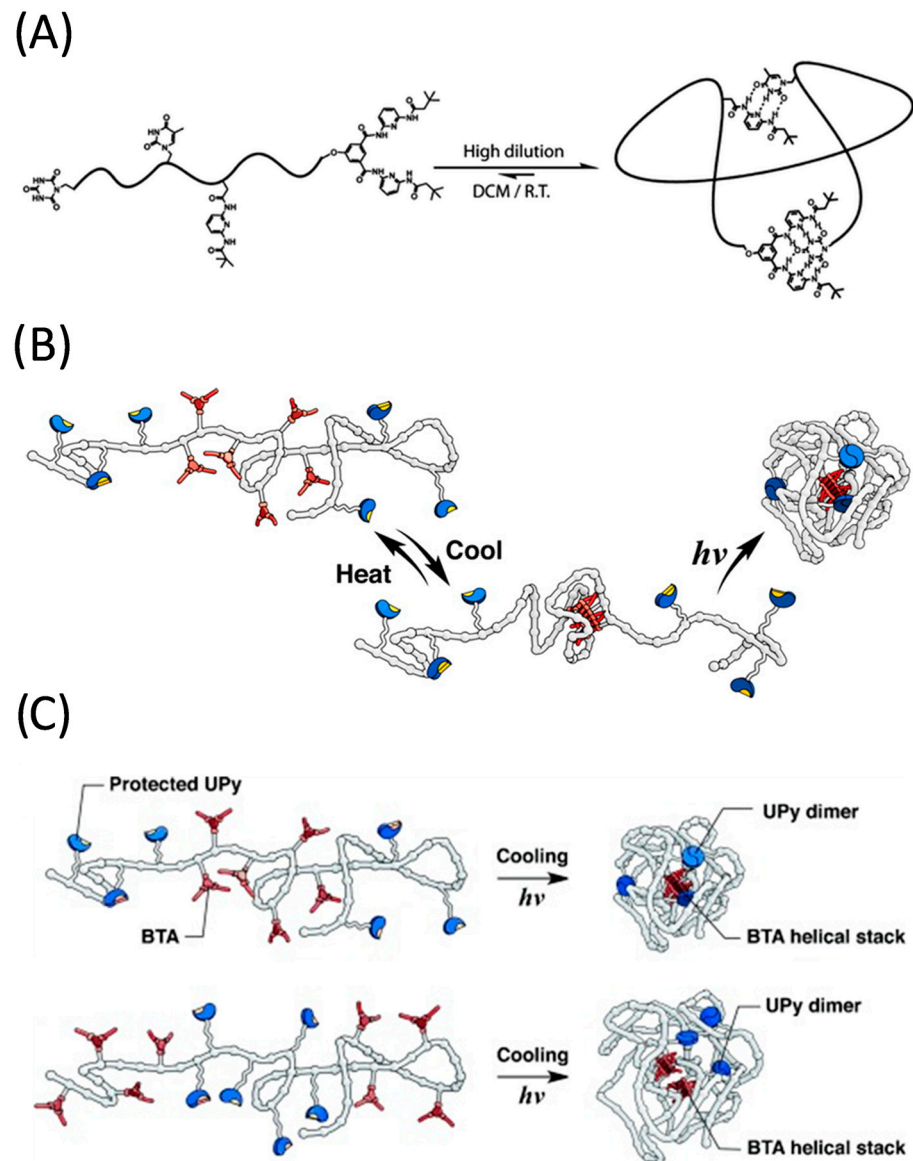 (A)
High dilution
DCM / R.T.
(B)
Heat
Cool
hν
(C)
Protected UPy
BTA
Cooling
hν
UPy dimer
BTA helical stack
Cooling
hν
UPy dimer
BTA helical stack